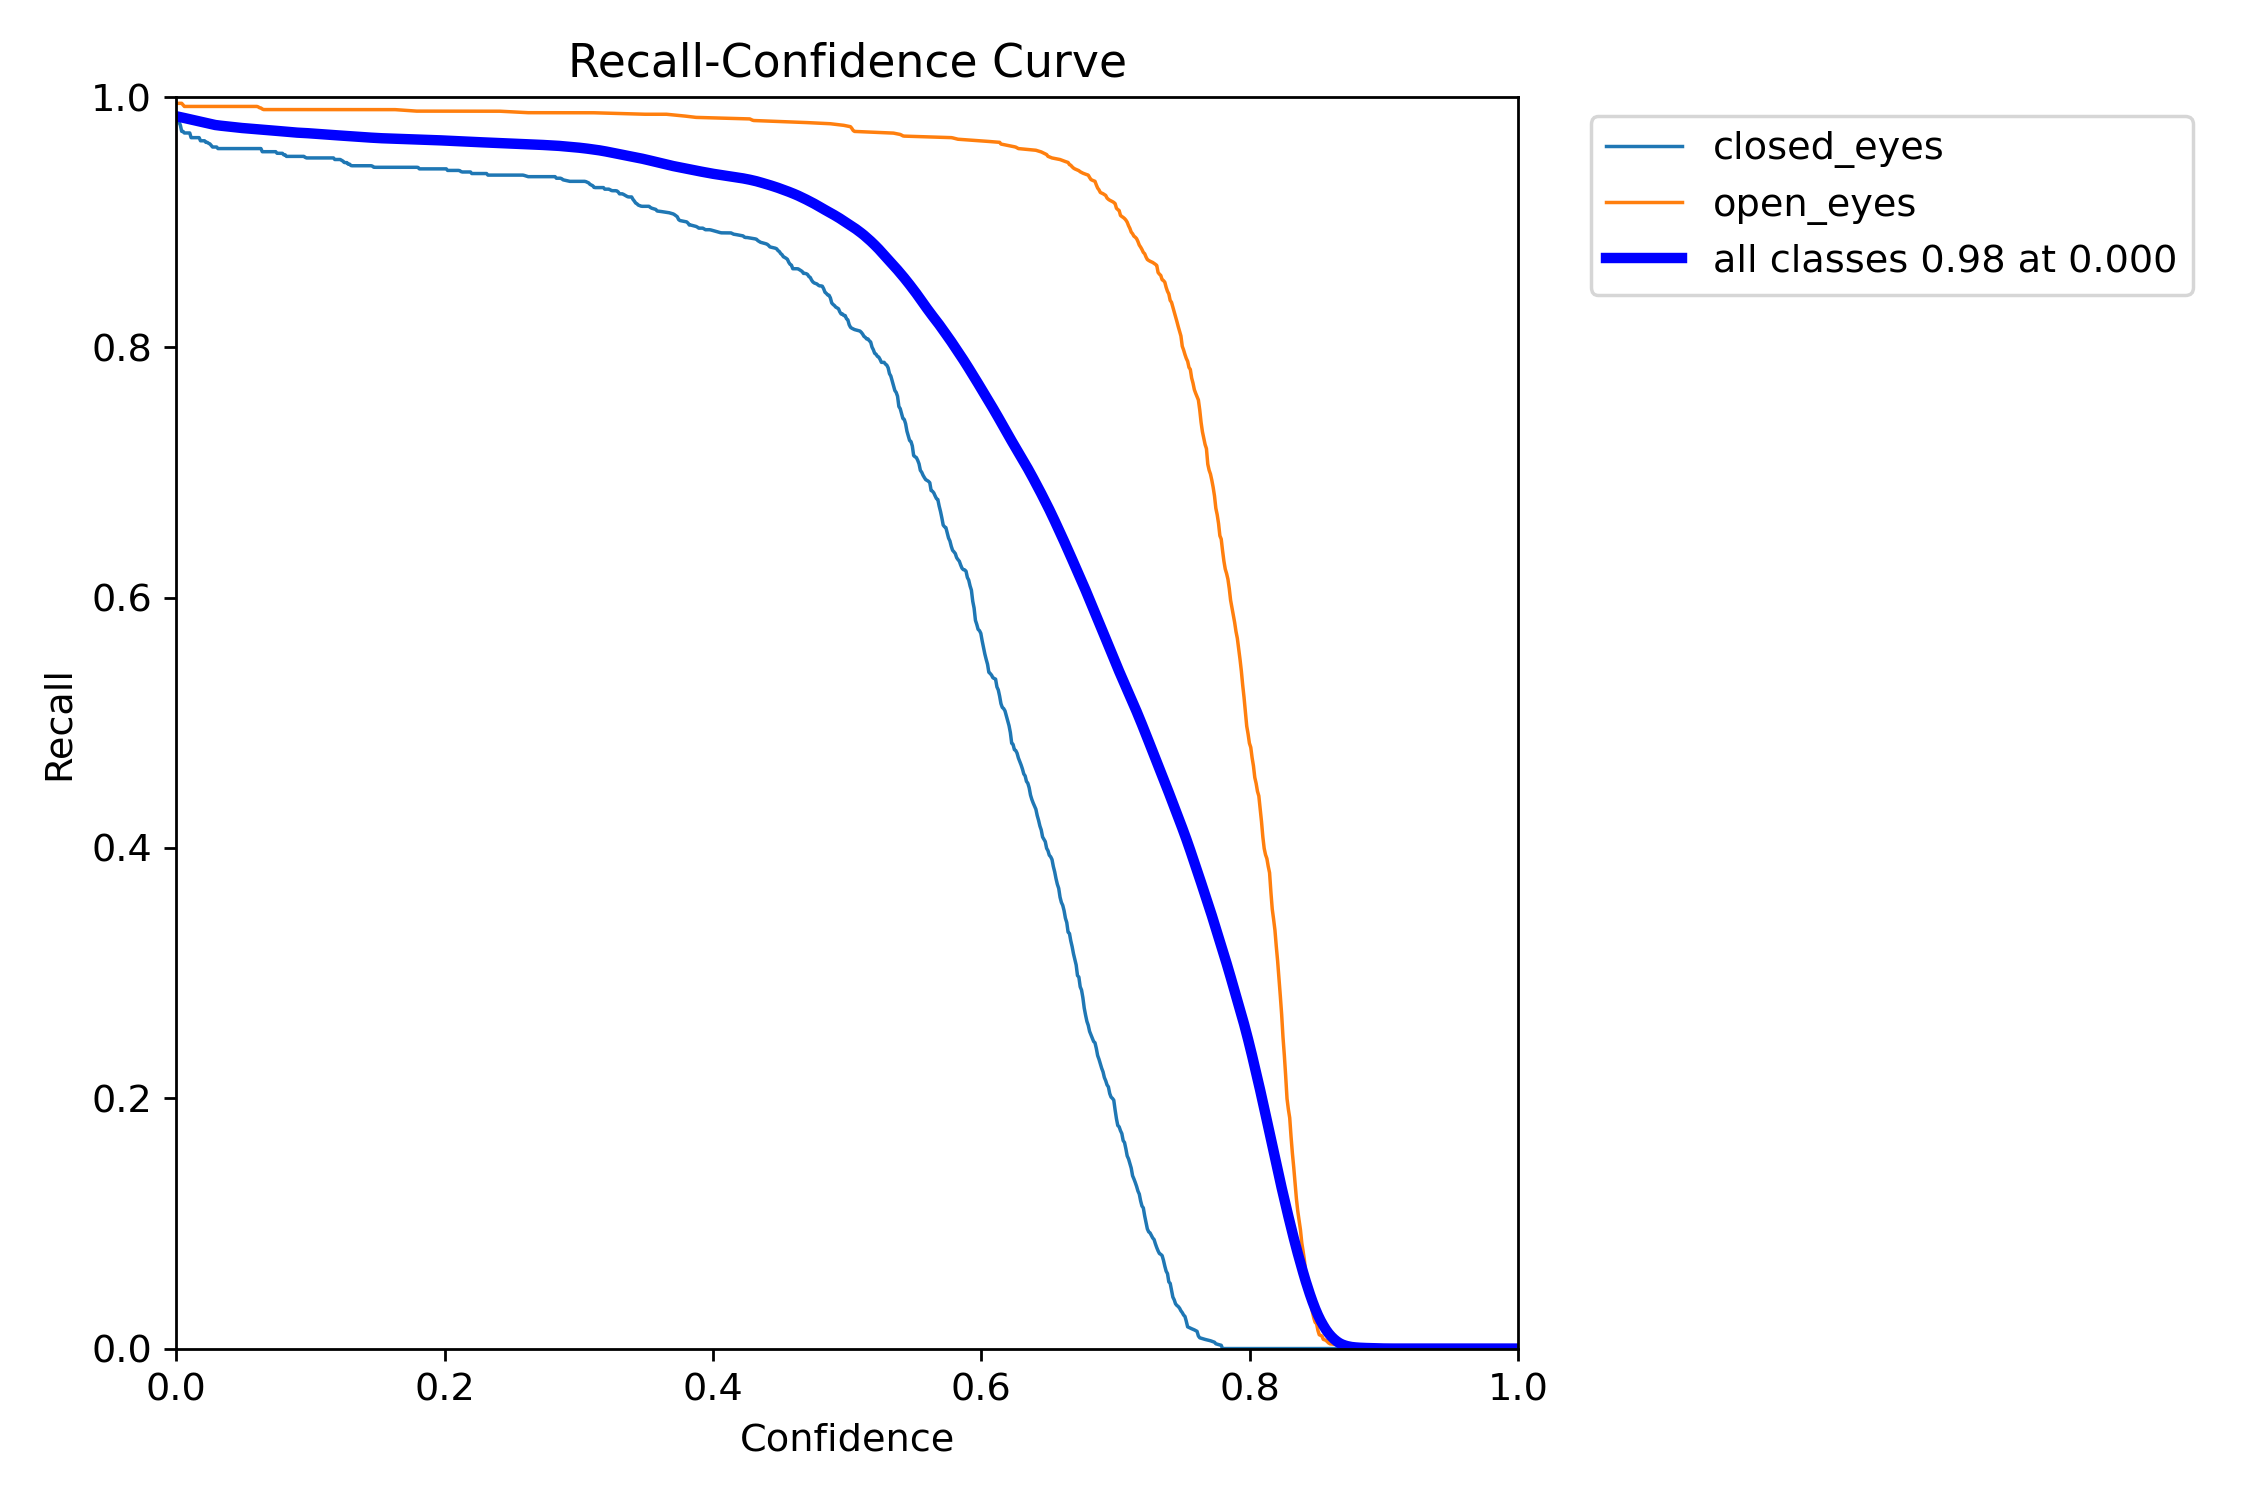 Recall-Confidence Curve
1.0
0.8
0.6
0.4
0.2
0.0
Recall
0.0 0.2 0.4 0.6 0.8 1.0
Confidence
closed_eyes
open_eyes
all classes 0.98 at 0.000